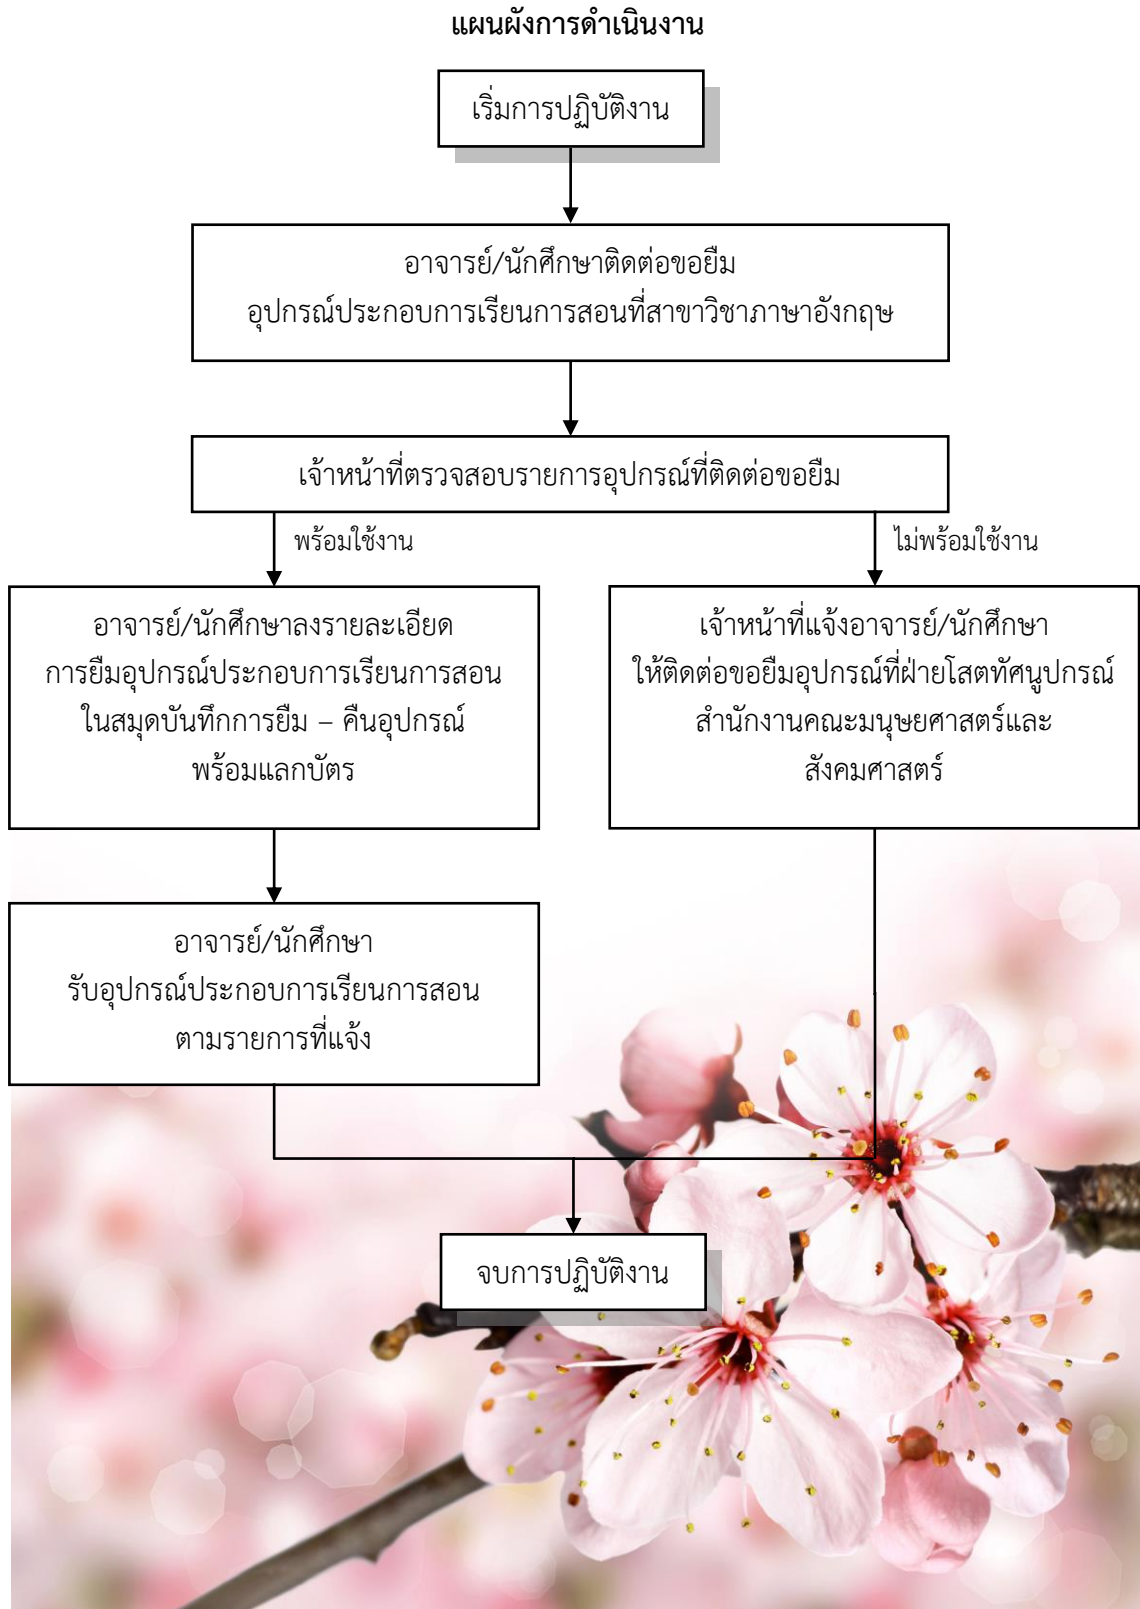 แผนผังการดำเนินงาน
เริ่มการปฏิบัติงาน
อาจารย์/นักศึกษาติดต่อขอยืม
อุปกรณ์ประกอบการเรียนการสอนที่สาขาวิชาภาษาอังกฤษ
เจ้าหน้าที่ตรวจสอบรายการอุปกรณ์ที่ติดต่อขอยืม
พร้อมใช้งาน
ไม่พร้อมใช้งาน
อาจารย์/นักศึกษาลงรายละเอียด
การยืมอุปกรณ์ประกอบการเรียนการสอน
ในสมุดบันทึกการยืม – คืนอุปกรณ์
พร้อมแลกบัตร
เจ้าหน้าที่แจ้งอาจารย์/นักศึกษา
ให้ติดต่อขอยืมอุปกรณ์ที่ฝ่ายโสตทัศนูปกรณ์
สำนักงานคณะมนุษยศาสตร์และ
สังคมศาสตร์
อาจารย์/นักศึกษา
รับอุปกรณ์ประกอบการเรียนการสอน
ตามรายการที่แจ้ง
จบการปฏิบัติงาน